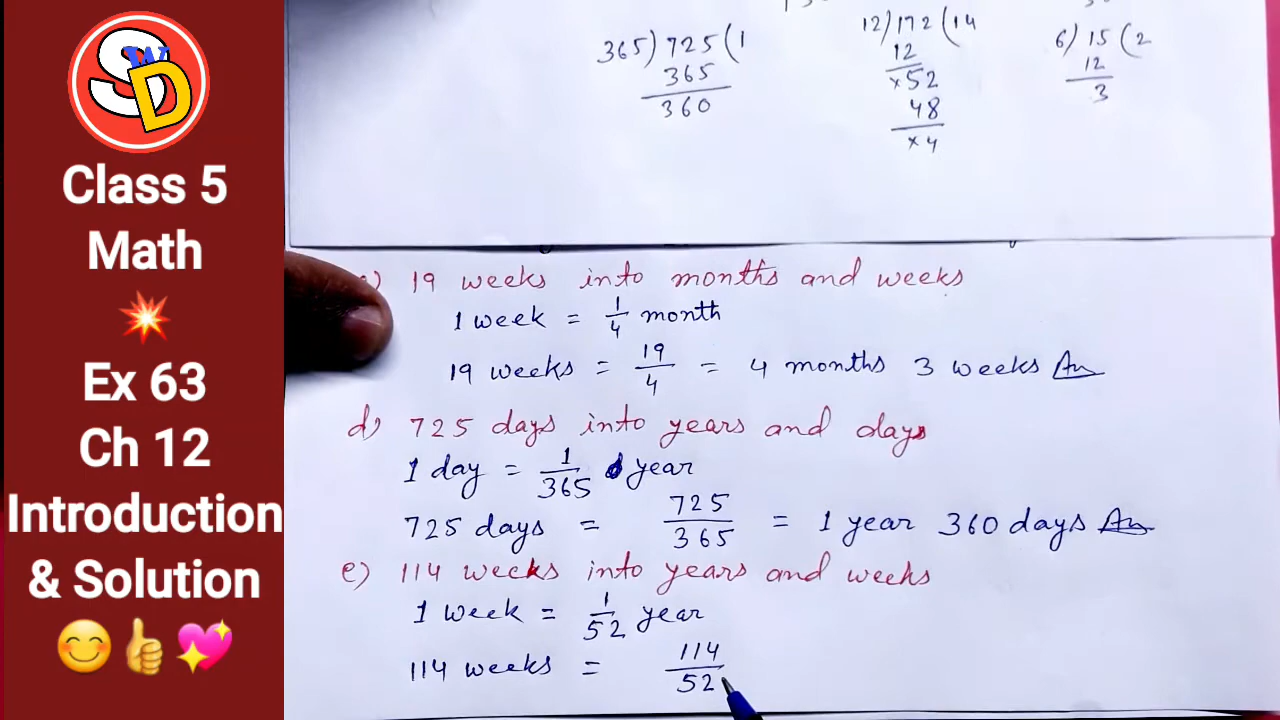 SWD
Class 5
Math
💥
Ex 63
Ch 12
Introduction
& Solution
😊👍💖
365) 725 (1
365
360
12) 172 (14
12
×52
48
×4
6) 15 (2
12
3
) 19 weeks into months and weeks
1 week = 1/4 month
19 weeks = 19/4 = 4 months 3 weeks An
d) 725 days into years and days
1 day = 1/365 year
725 days = 725/365 = 1 year 360 days An
e) 114 weeks into years and weeks
1 week = 1/52 year
114 weeks = 114/52